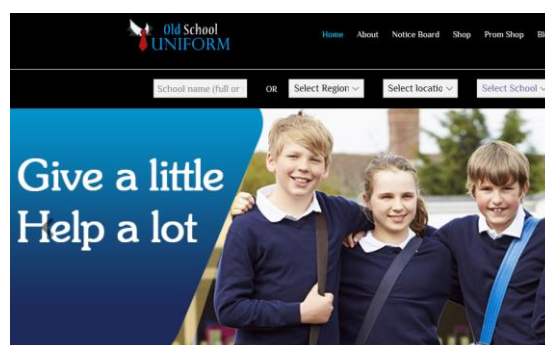 Old School
UNIFORM
Home About Notice Board Shop Prom Shop
School name (full or
OR
Select Region
Select locatic
Select School
Give a little
Help a lot